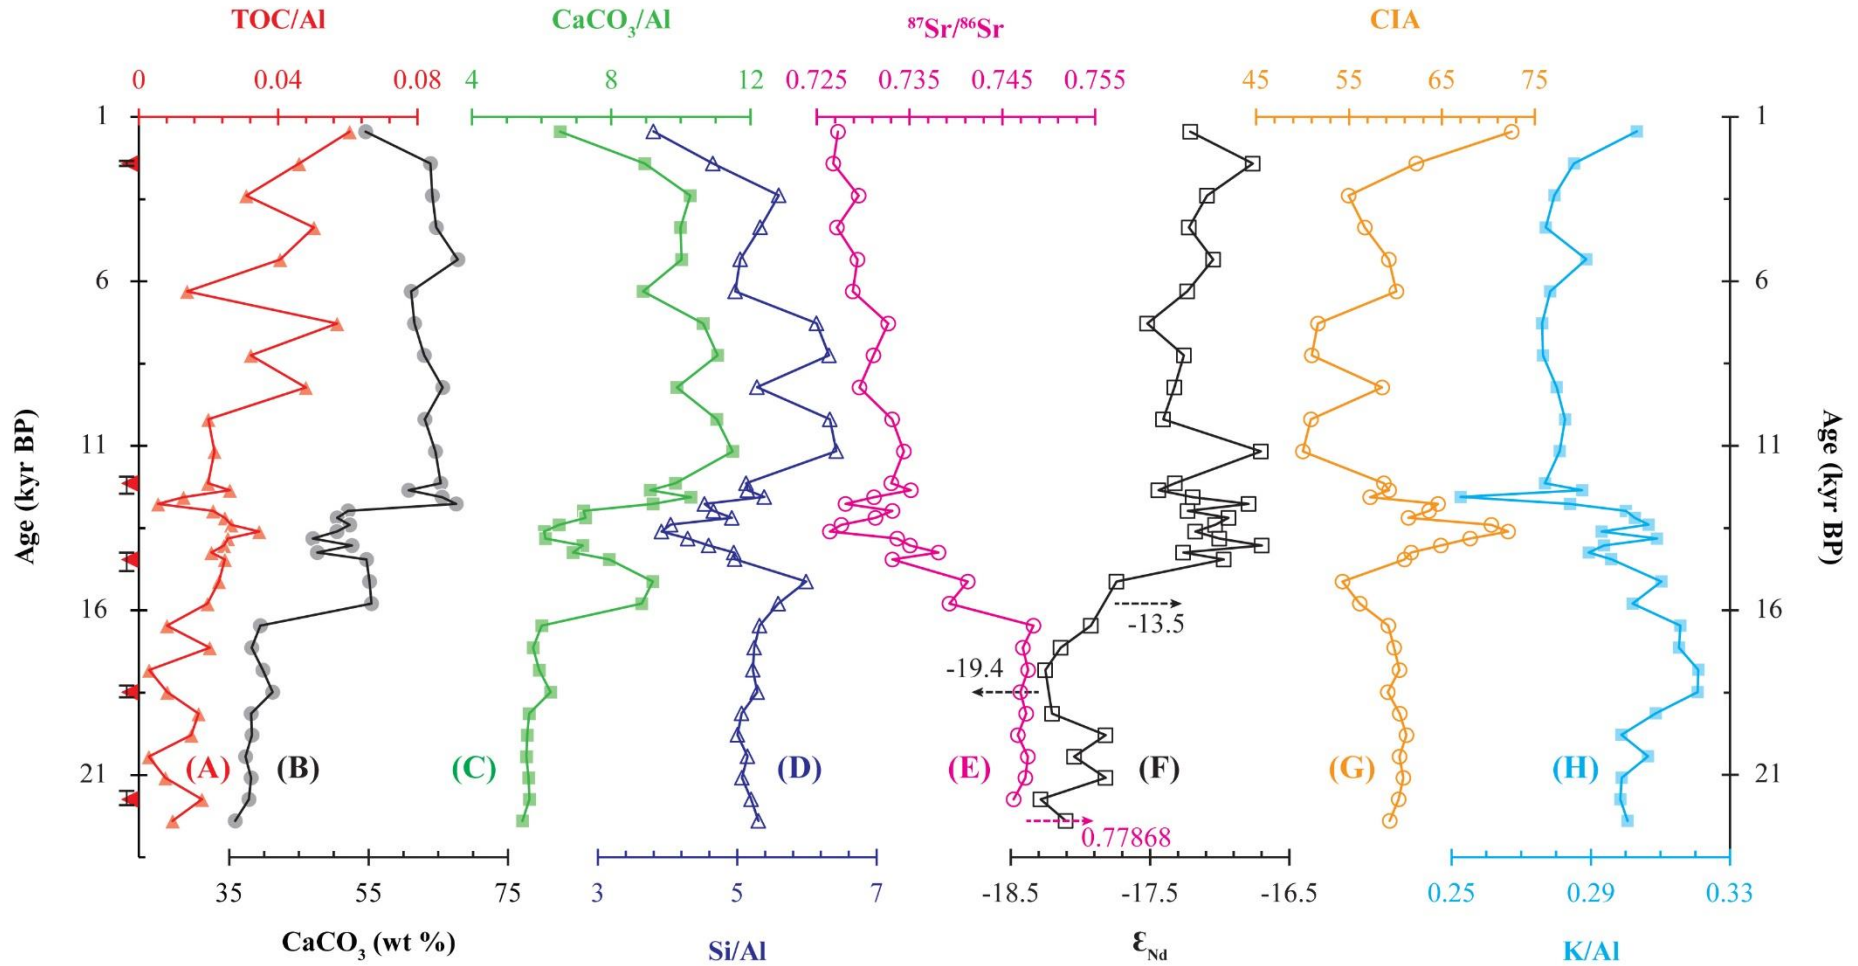 TOC/Al CaCO₃/Al ⁸⁷Sr/⁸⁶Sr CIA
0 0.04 0.08 4 8 12 0.725 0.735 0.745 0.755 45 55 65 75
1 1
6 6
11 11
16 16
21 21
Age (kyr BP)
Age (kyr BP)
-13.5
-19.4
(A) (B) (C) (D) (E) (F) (G) (H)
0.77868
35 55 75 3 5 7 -18.5 -17.5 -16.5 0.25 0.29 0.33
CaCO₃ (wt %) Si/Al Ɛ_Nd K/Al